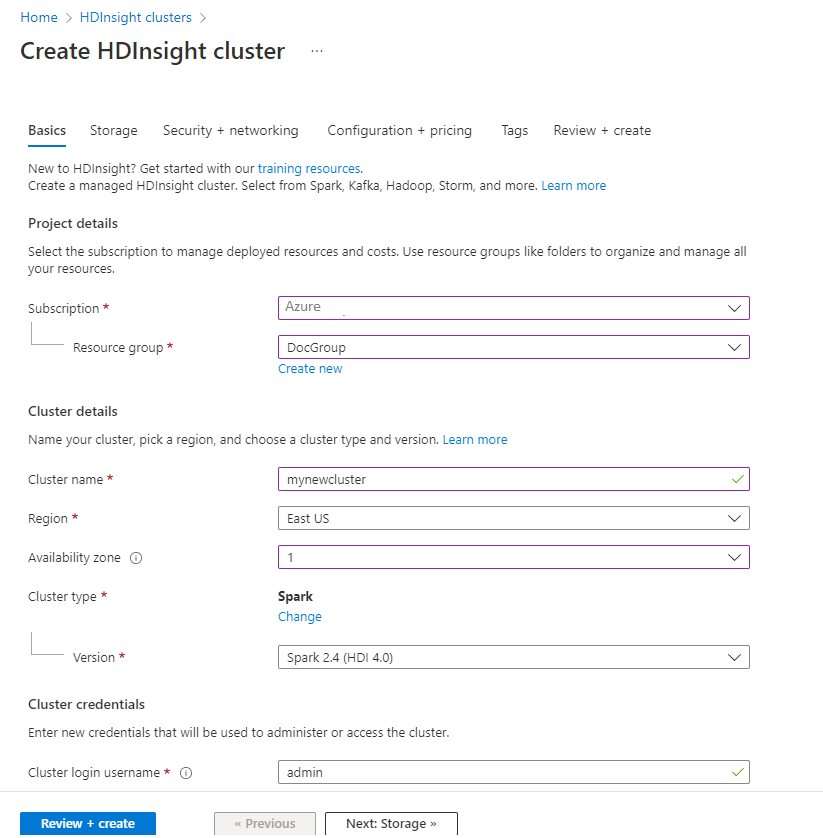 Home > HDInsight clusters >
Create HDInsight cluster ...
Basics Storage Security + networking Configuration + pricing Tags Review + create
New to HDInsight? Get started with our training resources.
Create a managed HDInsight cluster. Select from Spark, Kafka, Hadoop, Storm, and more. Learn more
Project details
Select the subscription to manage deployed resources and costs. Use resource groups like folders to organize and manage all
your resources.
Subscription * Azure
Resource group * DocGroup
Create new
Cluster details
Name your cluster, pick a region, and choose a cluster type and version. Learn more
Cluster name * mynewcluster
Region * East US
Availability zone 1
Cluster type * Spark
Change
Version * Spark 2.4 (HDI 4.0)
Cluster credentials
Enter new credentials that will be used to administer or access the cluster.
Cluster login username * admin
Review + create « Previous Next: Storage »